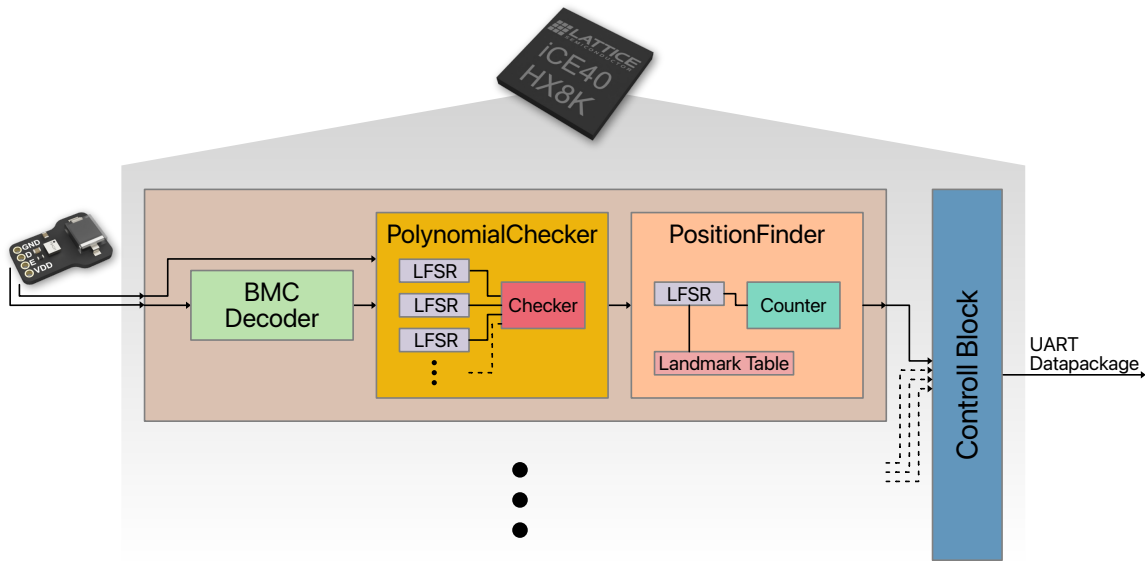 LATTICE
SEMICONDUCTOR
iCE40
HX8K
GND
D
E
VDD
PolynomialChecker
PositionFinder
LFSR
LFSR
LFSR
Checker
BMC
Decoder
LFSR
Counter
Landmark Table
Controll Block
UART
Datapackage